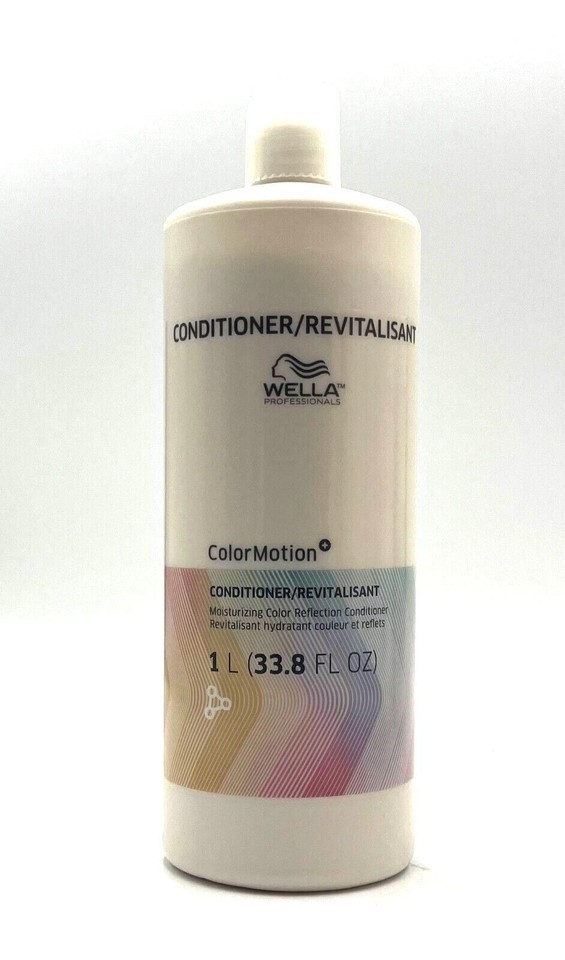 CONDITIONER/REVITALISANT
WELLA™
PROFESSIONALS
ColorMotion+
CONDITIONER/REVITALISANT
Moisturizing Color Reflection Conditioner
Revitalisant hydratant couleur et reflets
1 L (33.8 FL OZ)